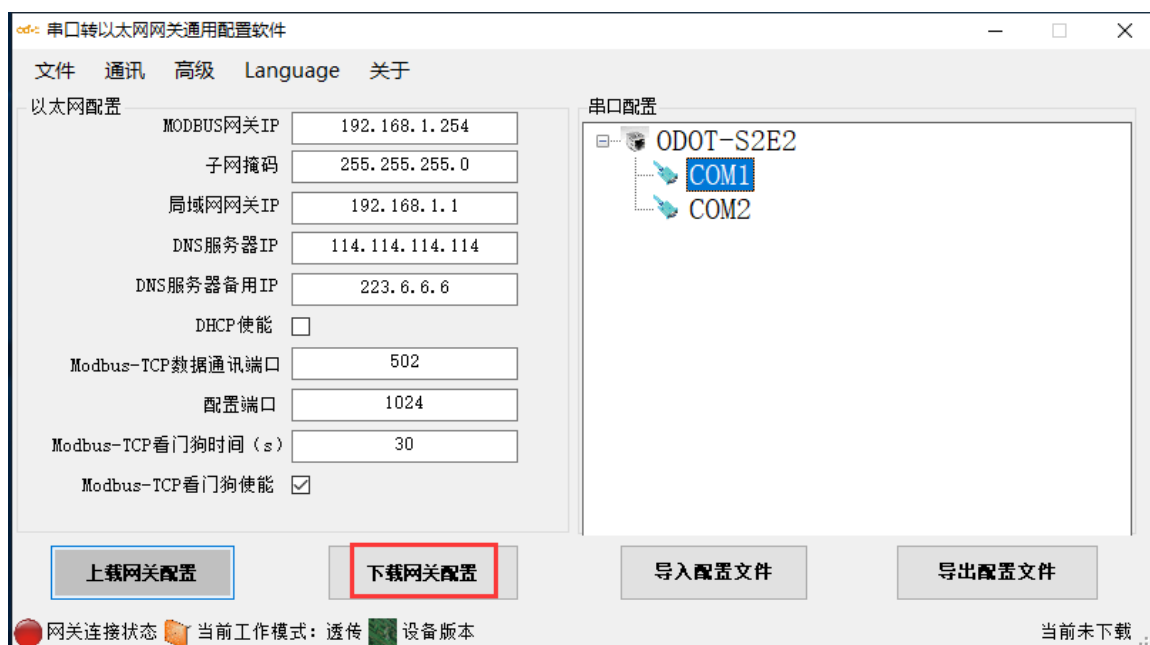 串口转以太网网关通用配置软件
文件 通讯 高级 Language 关于
以太网配置
MODBUS网关IP 192.168.1.254
子网掩码 255.255.255.0
局域网网关IP 192.168.1.1
DNS服务器IP 114.114.114.114
DNS服务器备用IP 223.6.6.6
DHCP使能
Modbus-TCP数据通讯端口 502
配置端口 1024
Modbus-TCP看门狗时间（s） 30
Modbus-TCP看门狗使能
串口配置
ODOT-S2E2
COM1
COM2
上载网关配置 下载网关配置 导入配置文件 导出配置文件
网关连接状态 当前工作模式：透传 设备版本 当前未下载